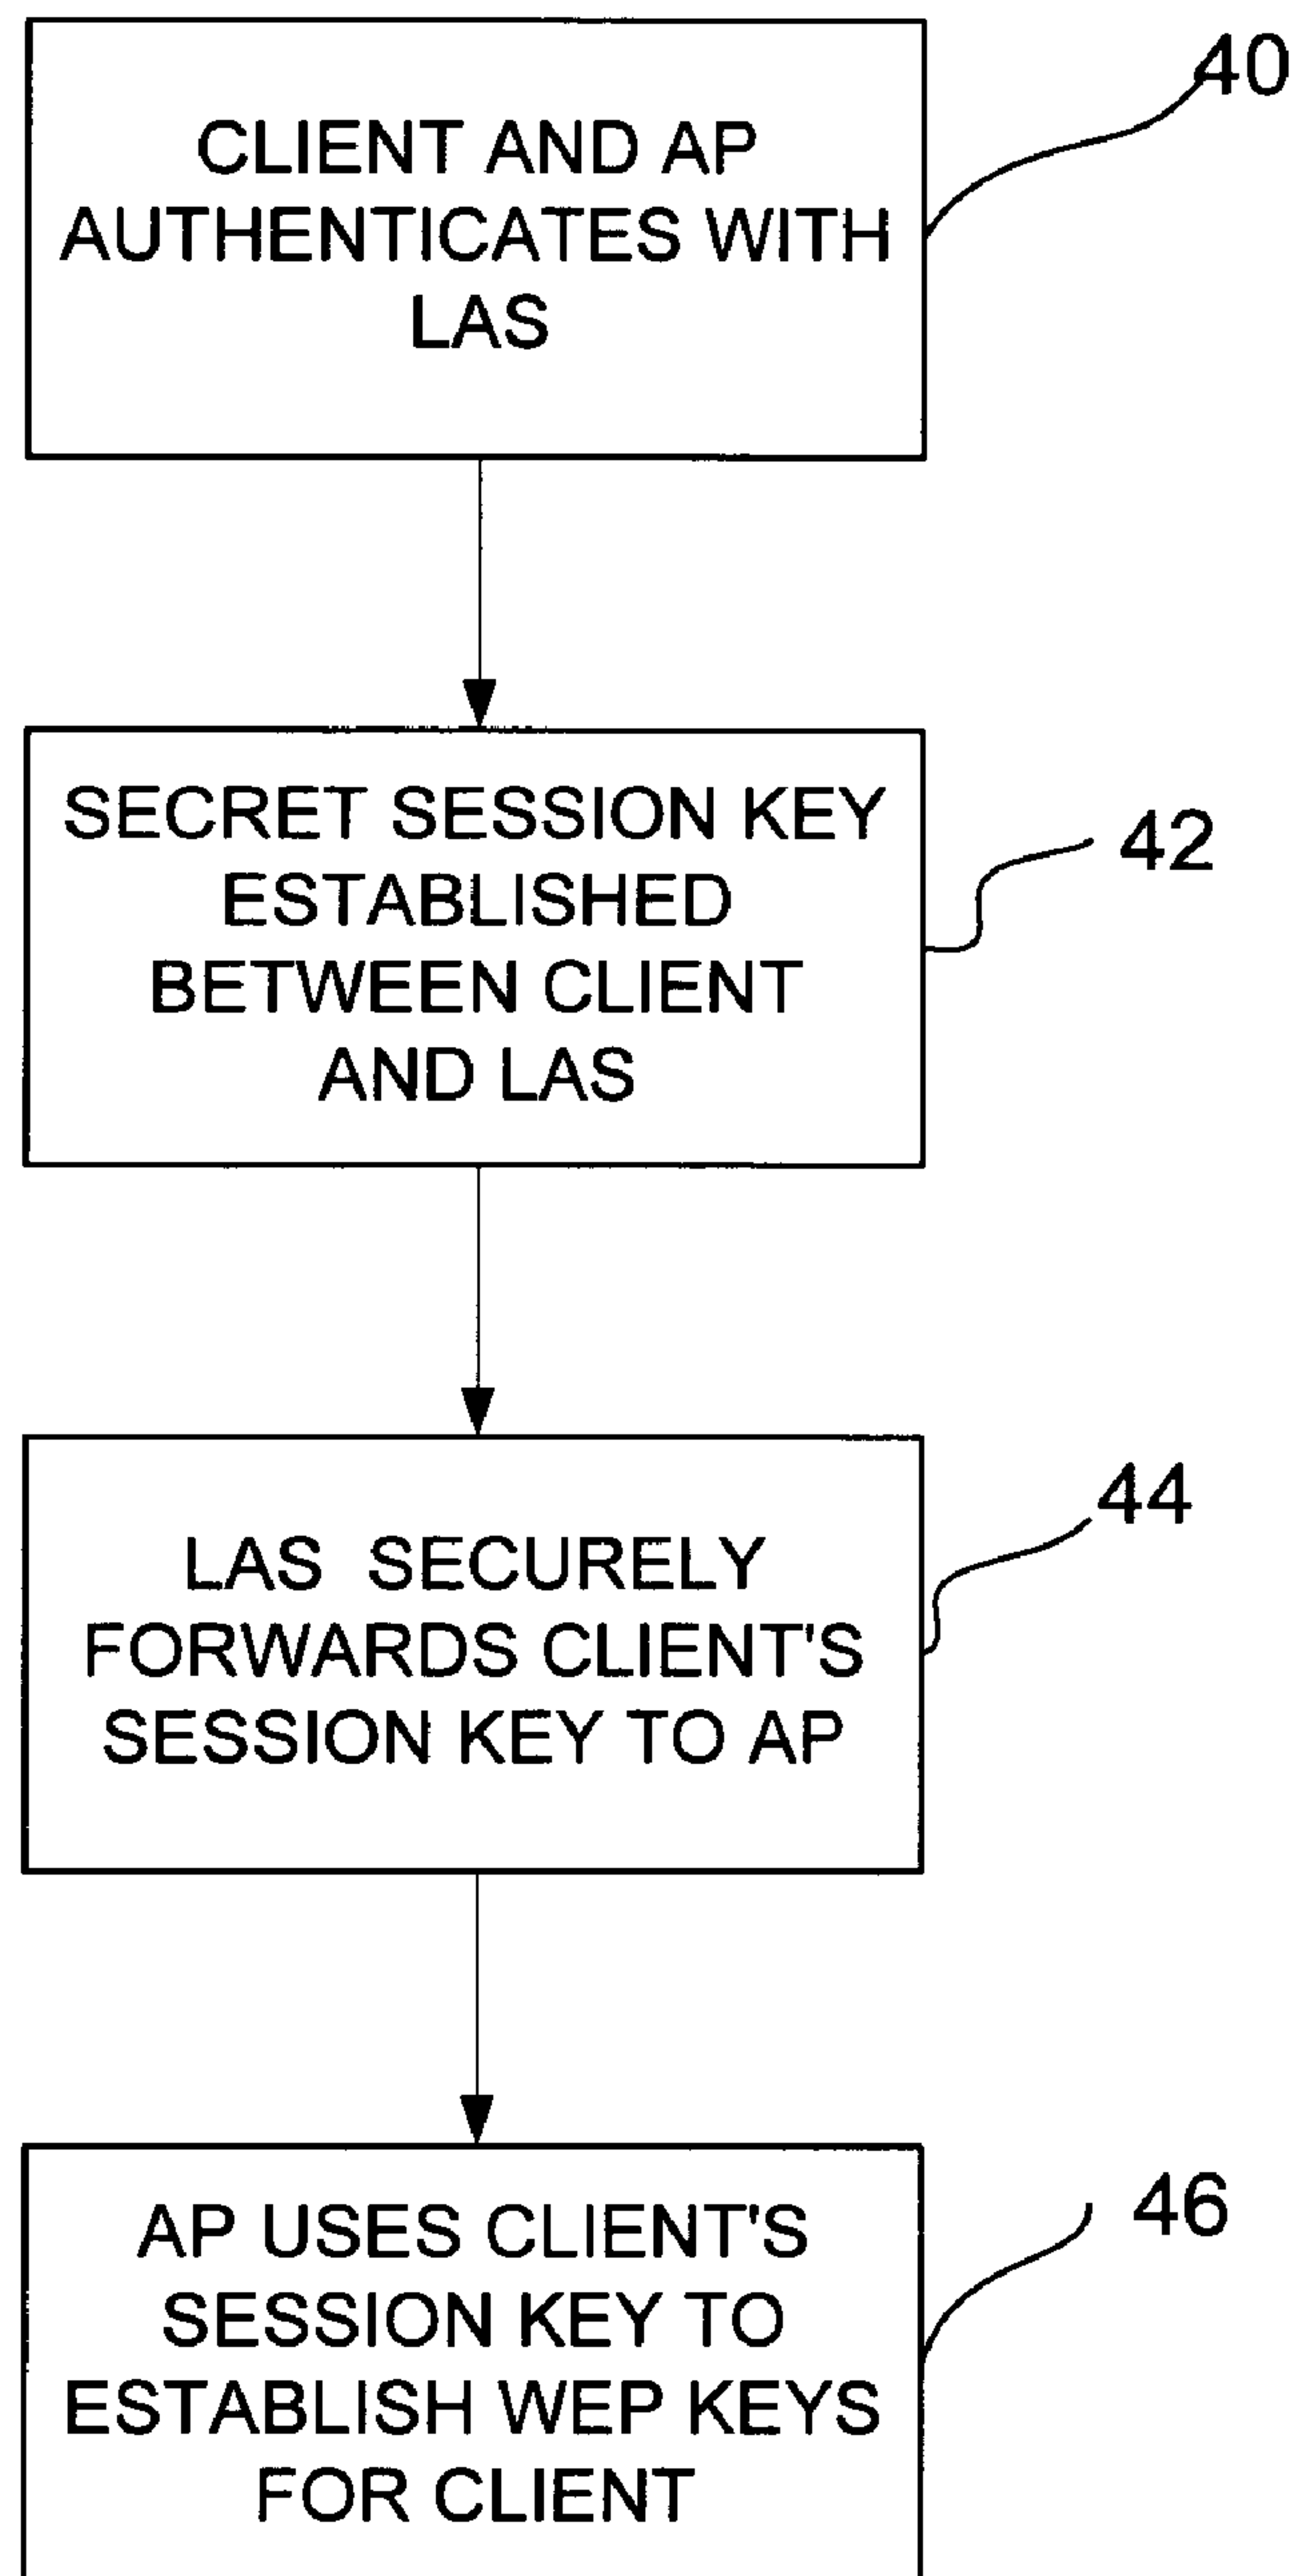 40
CLIENT AND AP
AUTHENTICATES WITH
LAS
SECRET SESSION KEY
ESTABLISHED
BETWEEN CLIENT
AND LAS
42
LAS SECURELY
FORWARDS CLIENT'S
SESSION KEY TO AP
44
AP USES CLIENT'S
SESSION KEY TO
ESTABLISH WEP KEYS
FOR CLIENT
46